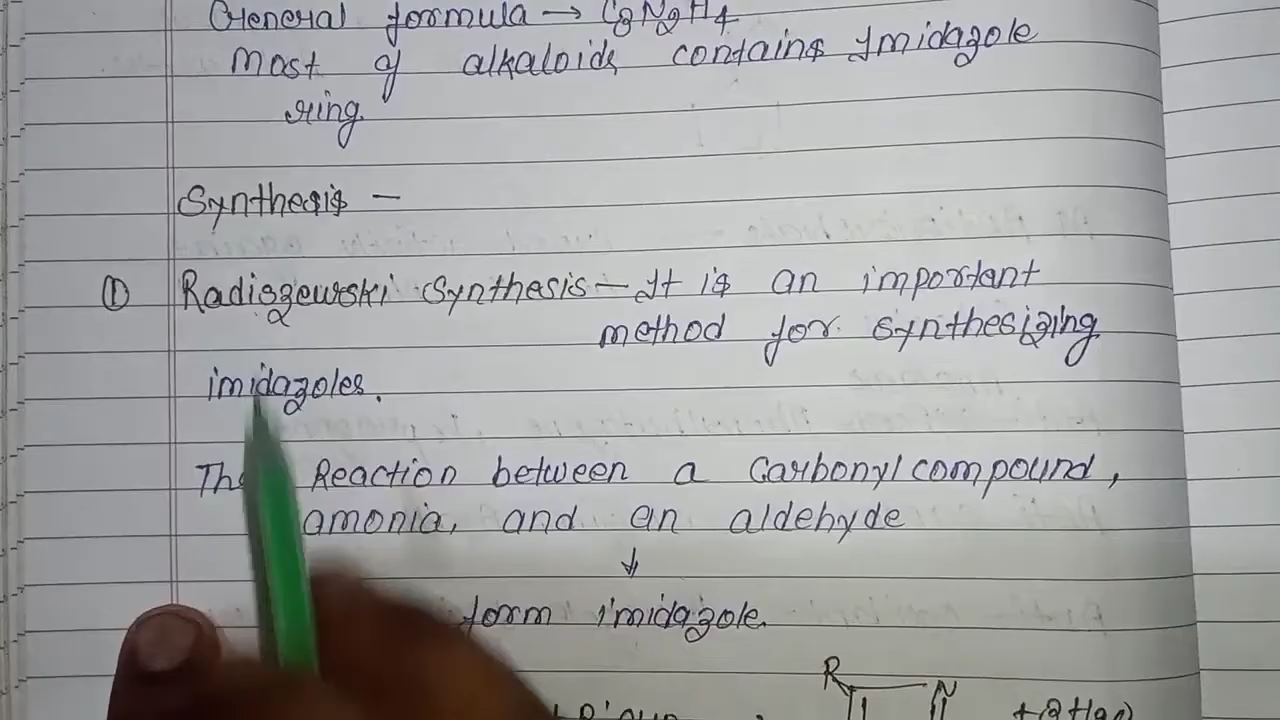 General formula → C3N2H4
Most of alkaloids contains Imidazole
ring.
Synthesis -
① Radiszewski Synthesis - It is an important
method for synthesizing
imidazoles.
The Reaction between a Carbonyl compound,
amonia, and an aldehyde
↓
form imidazole.
R N